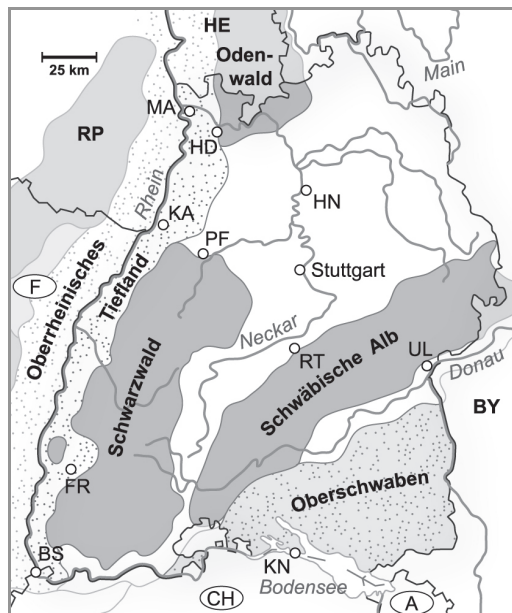 HE
Oden-
wald
25 km
Main
MA
RP
HD
Rhein
HN
KA
PF
Oberrheinisches
Tiefland
F
Stuttgart
Neckar
Schwarzwald
RT
Schwäbische Alb
UL
Donau
BY
FR
Oberschwaben
BS
KN
Bodensee
CH
A